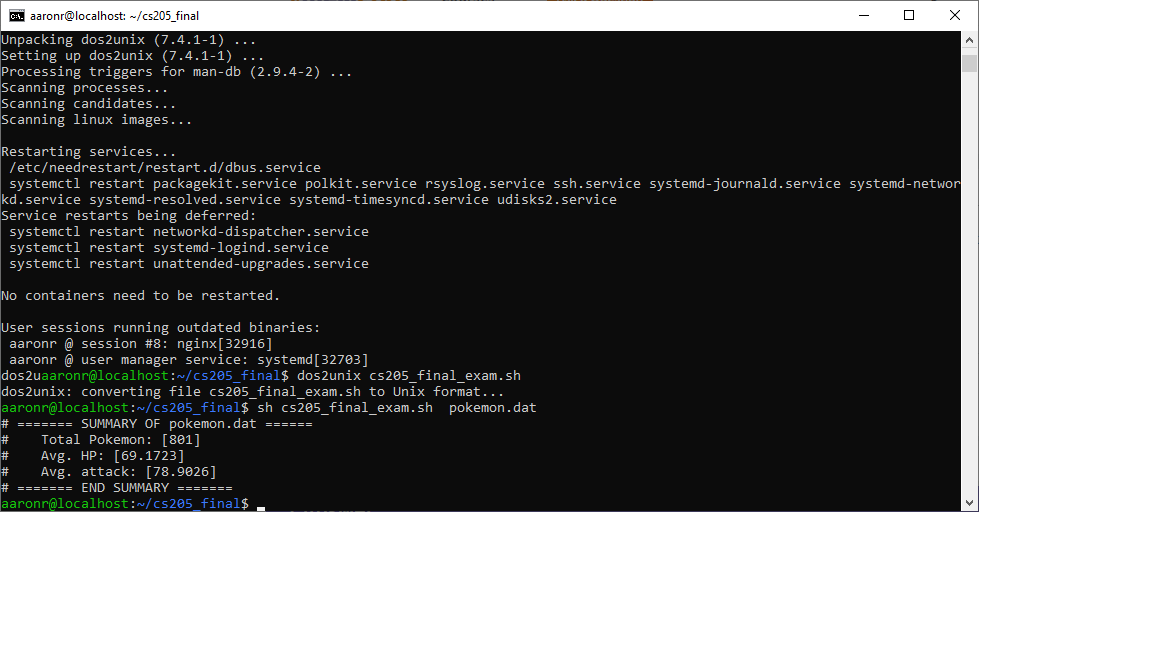 aaronr@localhost: ~/cs205_final
Unpacking dos2unix (7.4.1-1) ...
Setting up dos2unix (7.4.1-1) ...
Processing triggers for man-db (2.9.4-2) ...
Scanning processes...
Scanning candidates...
Scanning linux images...
Restarting services...
 /etc/needrestart/restart.d/dbus.service
 systemctl restart packagekit.service polkit.service rsyslog.service ssh.service systemd-journald.service systemd-networ
kd.service systemd-resolved.service systemd-timesyncd.service udisks2.service
Service restarts being deferred:
 systemctl restart networkd-dispatcher.service
 systemctl restart systemd-logind.service
 systemctl restart unattended-upgrades.service
No containers need to be restarted.
User sessions running outdated binaries:
 aaronr @ session #8: nginx[32916]
 aaronr @ user manager service: systemd[32703]
dos2uaaronr@localhost:~/cs205_final$ dos2unix cs205_final_exam.sh
dos2unix: converting file cs205_final_exam.sh to Unix format...
aaronr@localhost:~/cs205_final$ sh cs205_final_exam.sh  pokemon.dat
# ======= SUMMARY OF pokemon.dat ======
#    Total Pokemon: [801]
#    Avg. HP: [69.1723]
#    Avg. attack: [78.9026]
# ======= END SUMMARY =======
aaronr@localhost:~/cs205_final$